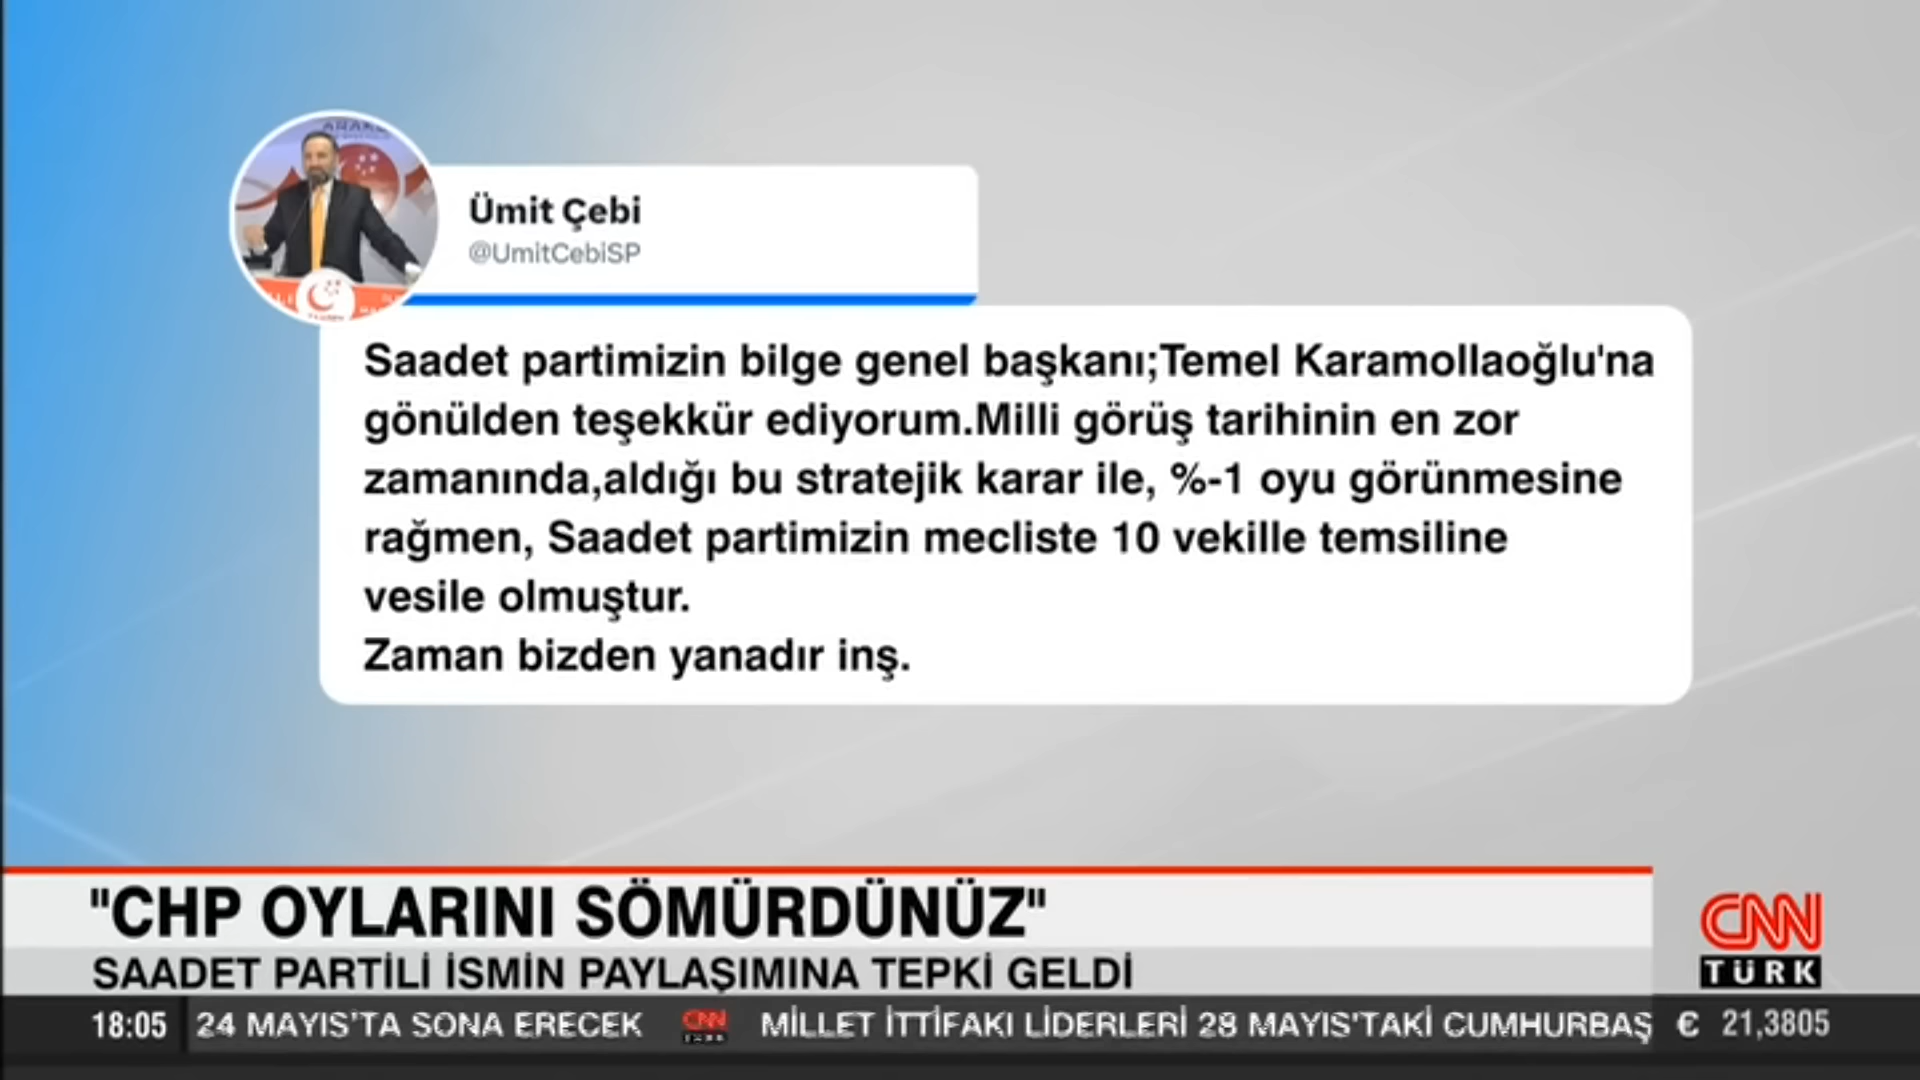 Ümit Çebi
@UmitCebiSP
Saadet partimizin bilge genel başkanı;Temel Karamollaoğlu'na
gönülden teşekkür ediyorum.Milli görüş tarihinin en zor
zamanında,aldığı bu stratejik karar ile, %-1 oyu görünmesine
rağmen, Saadet partimizin mecliste 10 vekille temsiline
vesile olmuştur.
Zaman bizden yanadır inş.
"CHP OYLARINI SÖMÜRDÜNÜZ"
SAADET PARTİLİ İSMİN PAYLAŞIMINA TEPKİ GELDİ
CNN
TÜRK
18:05 24 MAYIS'TA SONA ERECEK CNN TÜRK MİLLET İTTİFAKI LİDERLERİ 28 MAYIS'TAKİ CUMHURBAŞ € 21,3805